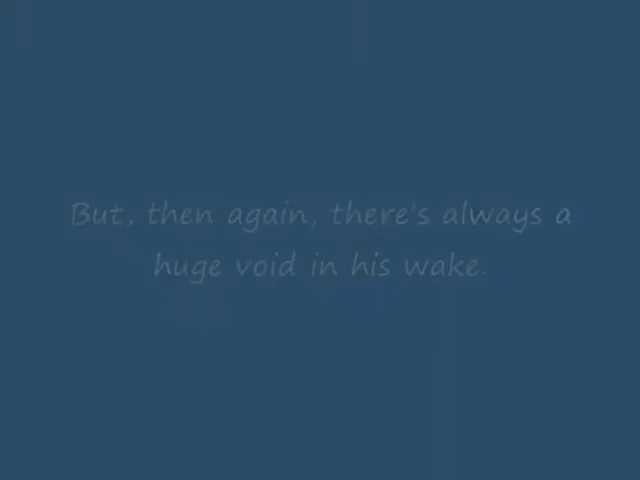 But, then again, there's always a
huge void in his wake.